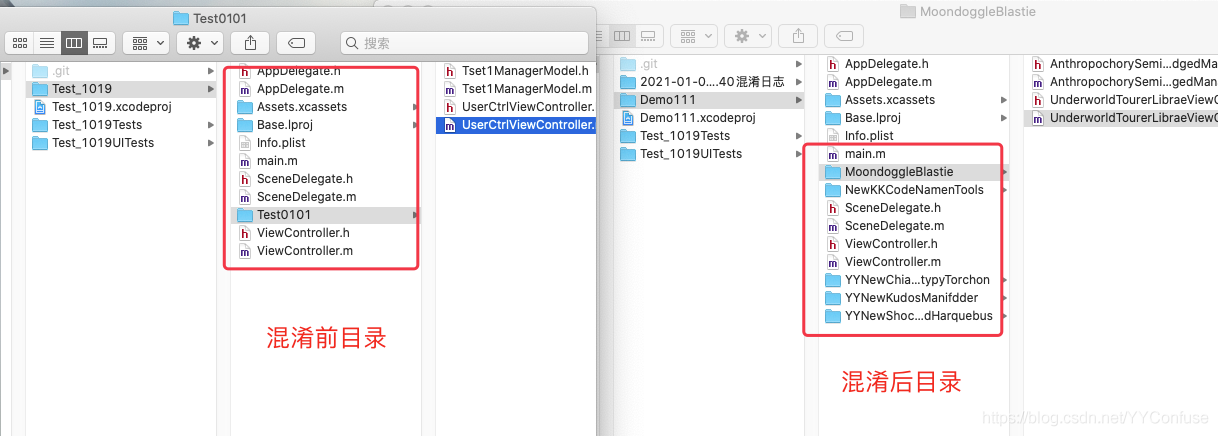 Test0101
搜索
.git
Test_1019
Test_1019.xcodeproj
Test_1019Tests
Test_1019UITests
AppDelegate.h
AppDelegate.m
Assets.xcassets
Base.lproj
Info.plist
main.m
SceneDelegate.h
SceneDelegate.m
Test0101
ViewController.h
ViewController.m
混淆前目录
Tset1ManagerModel.h
Tset1ManagerModel.m
UserCtrlViewController.
UserCtrlViewController.
MoondoggleBlastie
.git
2021-01-0....40混淆日志
Demo111
Demo111.xcodeproj
Test_1019Tests
Test_1019UITests
AppDelegate.h
AppDelegate.m
Assets.xcassets
Base.lproj
Info.plist
main.m
MoondoggleBlastie
NewKKCodeNamenTools
SceneDelegate.h
SceneDelegate.m
ViewController.h
ViewController.m
YYNewChia...typyTorchon
YYNewKudosManifdder
YYNewShoc...dHarquebus
混淆后目录
AnthropochorySemi...dgedMa
AnthropochorySemi...dgedMa
UnderworldTourerLibraeViewC
UnderworldTourerLibraeViewC
https://blog.csdn.net/YYConfuse